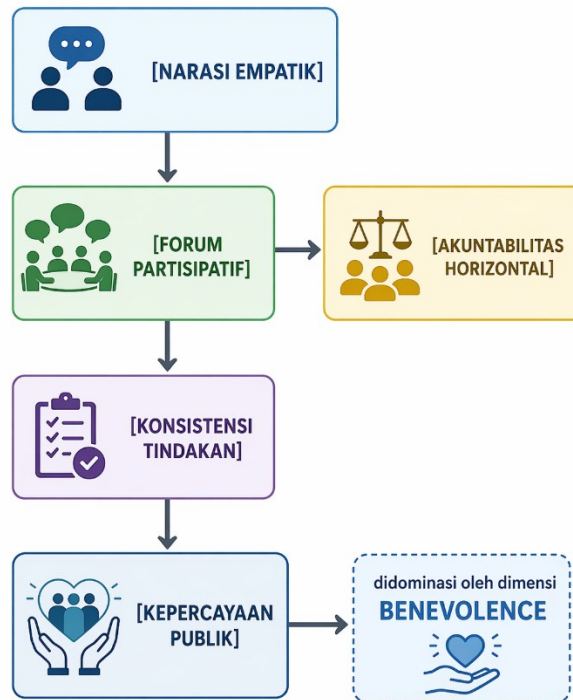 [NARASI EMPATIK]
[FORUM
PARTISIPATIF]
[AKUNTABILITAS
HORIZONTAL]
[KONSISTENSI
TINDAKAN]
[KEPERCAYAAN
PUBLIK]
didominasi oleh dimensi
BENEVOLENCE